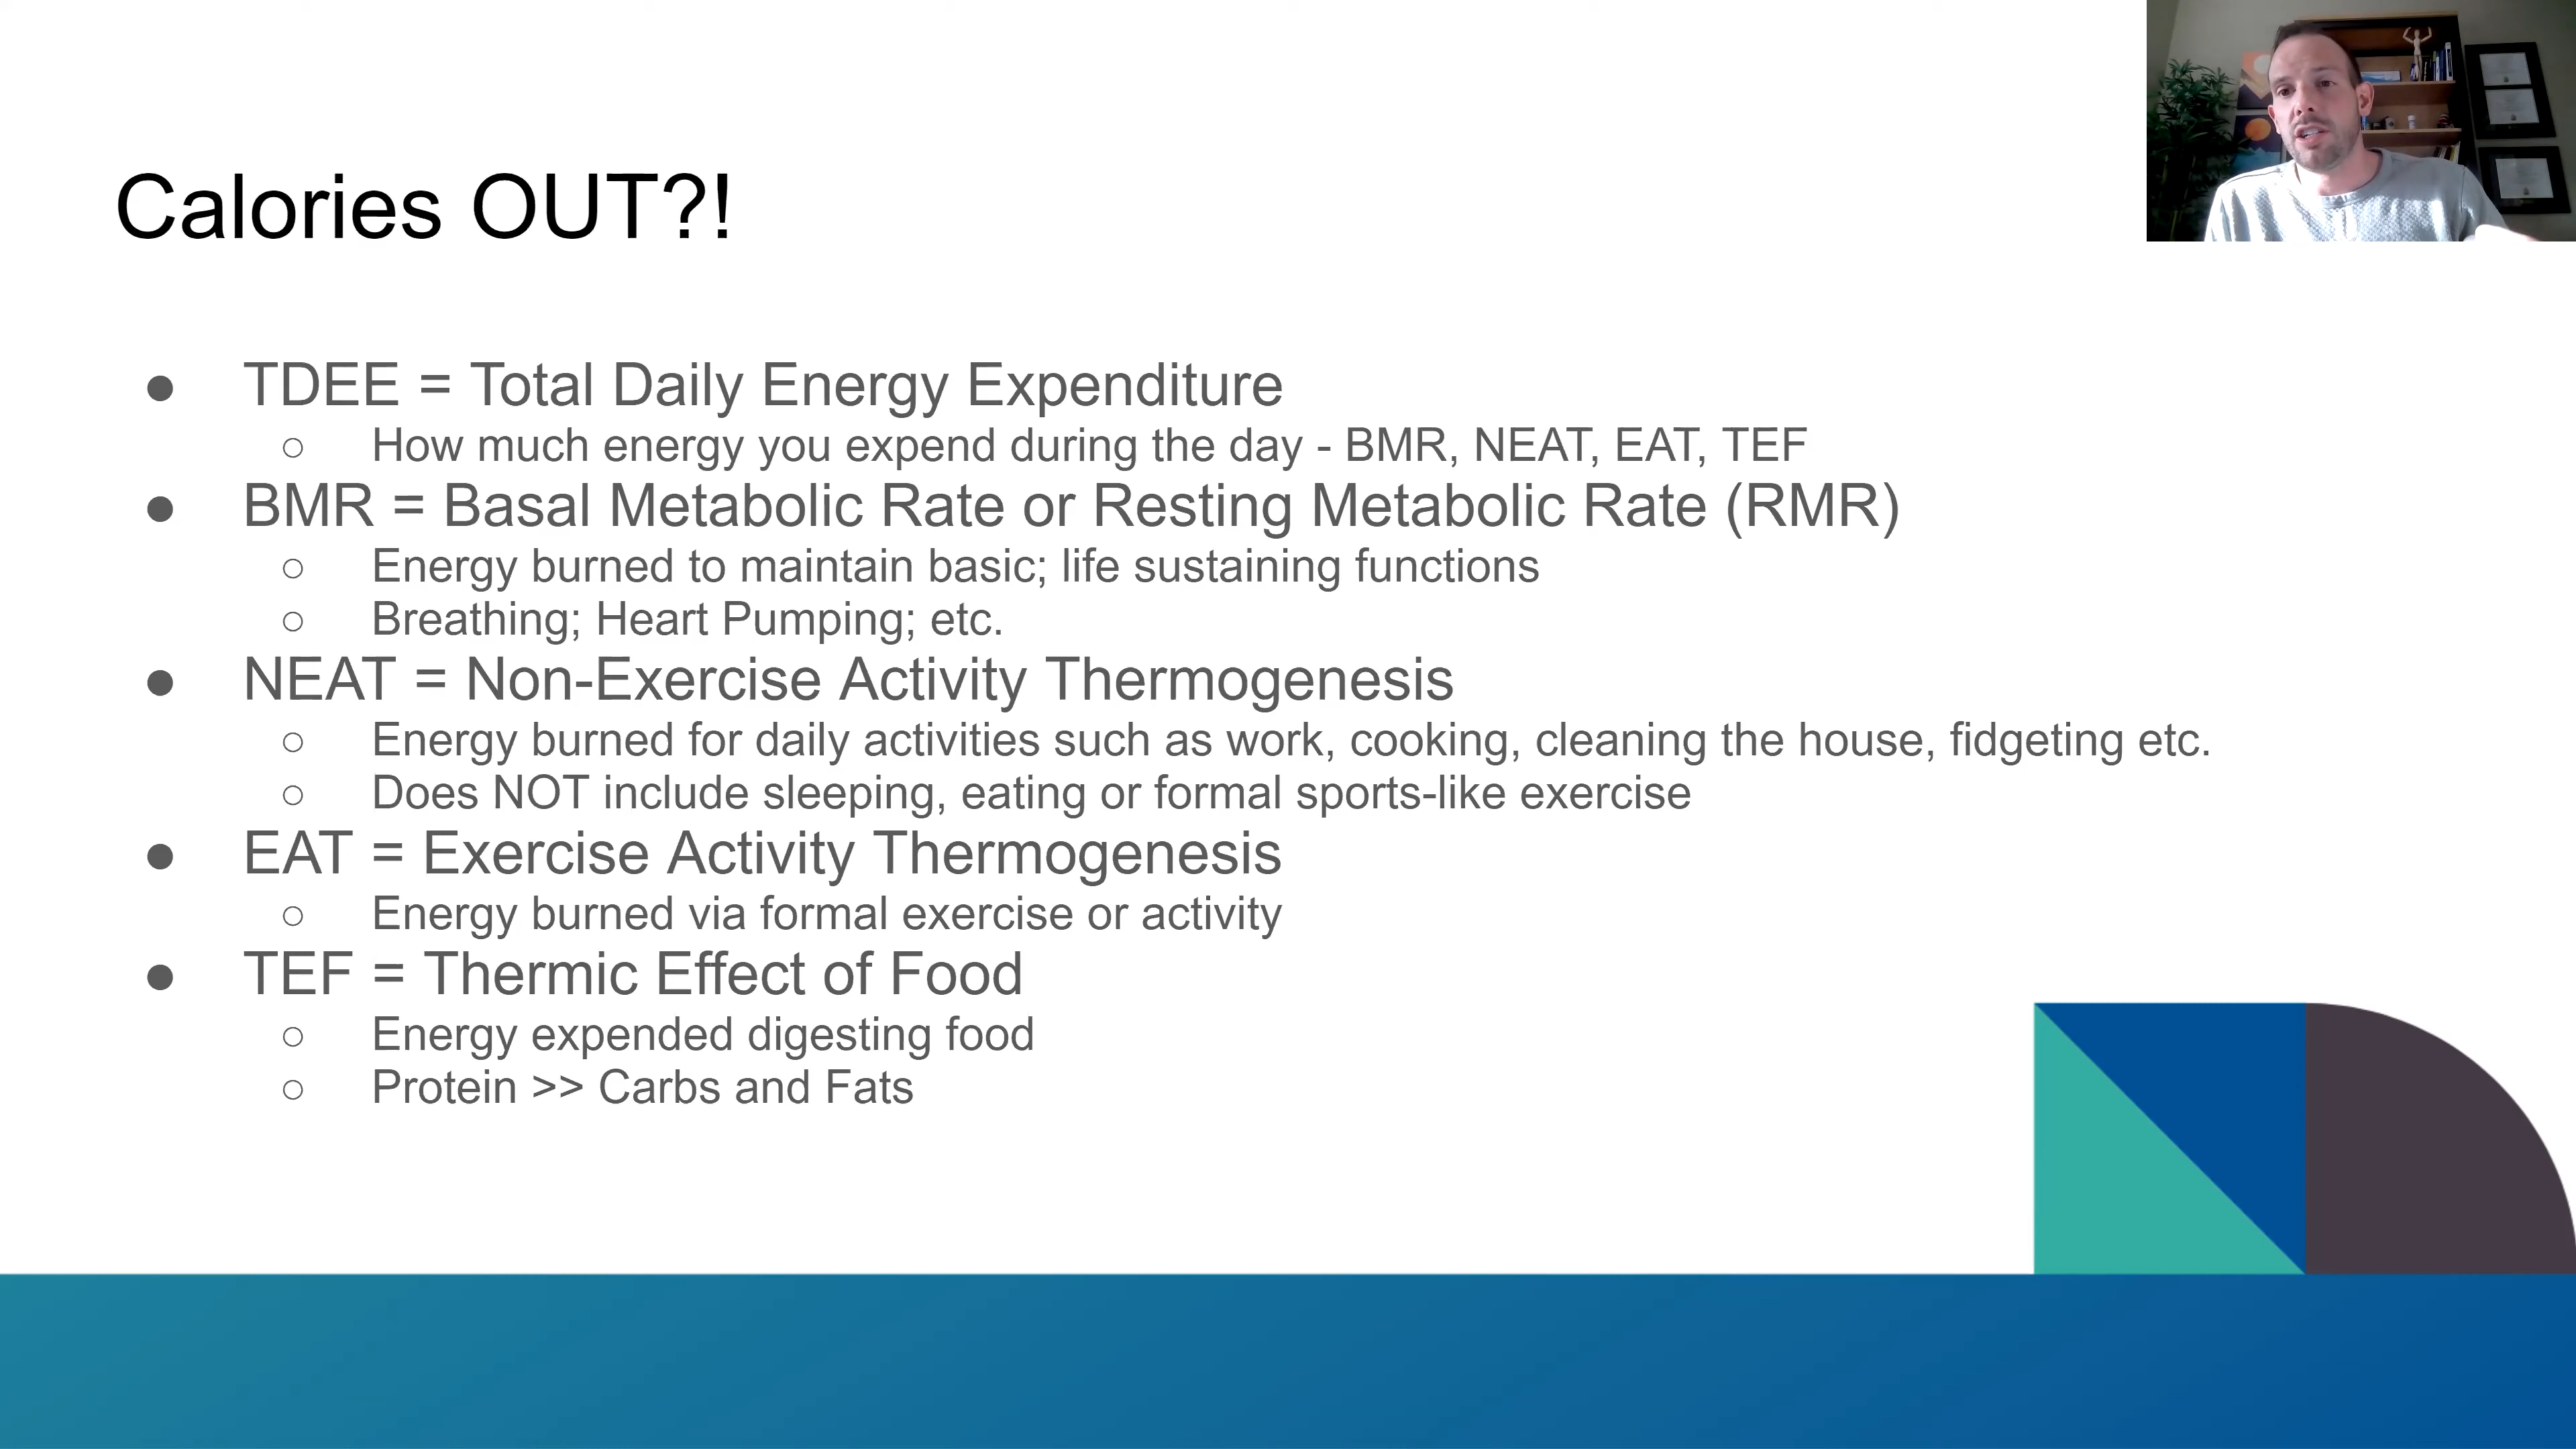 Calories OUT?!
● TDEE = Total Daily Energy Expenditure
○ How much energy you expend during the day - BMR, NEAT, EAT, TEF
● BMR = Basal Metabolic Rate or Resting Metabolic Rate (RMR)
○ Energy burned to maintain basic; life sustaining functions
○ Breathing; Heart Pumping; etc.
● NEAT = Non-Exercise Activity Thermogenesis
○ Energy burned for daily activities such as work, cooking, cleaning the house, fidgeting etc.
○ Does NOT include sleeping, eating or formal sports-like exercise
● EAT = Exercise Activity Thermogenesis
○ Energy burned via formal exercise or activity
● TEF = Thermic Effect of Food
○ Energy expended digesting food
○ Protein >> Carbs and Fats